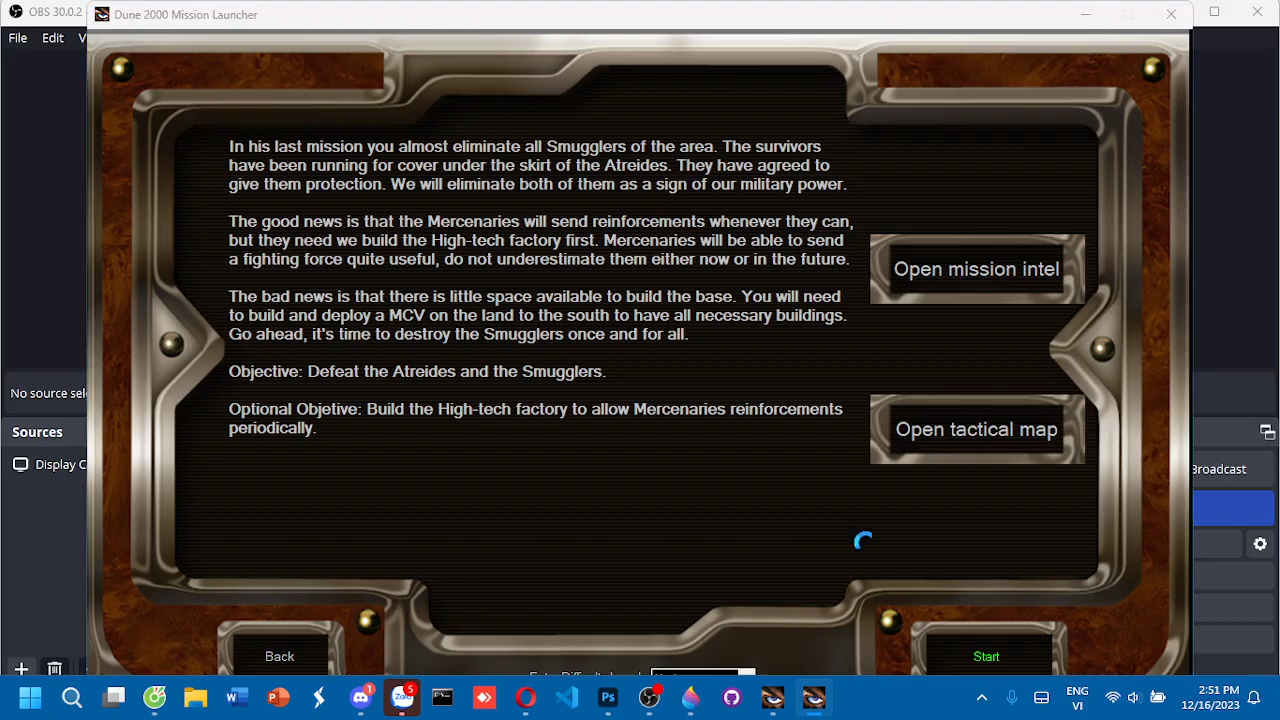 OBS 30.0.2
Dune 2000 Mission Launcher
File Edit
In his last mission you almost eliminate all Smugglers of the area. The survivors
have been running for cover under the skirt of the Atreides. They have agreed to
give them protection. We will eliminate both of them as a sign of our military power.
The good news is that the Mercenaries will send reinforcements whenever they can,
but they need we build the High-tech factory first. Mercenaries will be able to send
a fighting force quite useful, do not underestimate them either now or in the future.
The bad news is that there is little space available to build the base. You will need
to build and deploy a MCV on the land to the south to have all necessary buildings.
Go ahead, it's time to destroy the Smugglers once and for all.
Objective: Defeat the Atreides and the Smugglers.
Optional Objetive: Build the High-tech factory to allow Mercenaries reinforcements
periodically.
Open mission intel
Open tactical map
No source sel
Sources
Display C
Broadcast
Back
Start
1
Zalo
5
Ps
ENG
VI
2:51 PM
12/16/2023